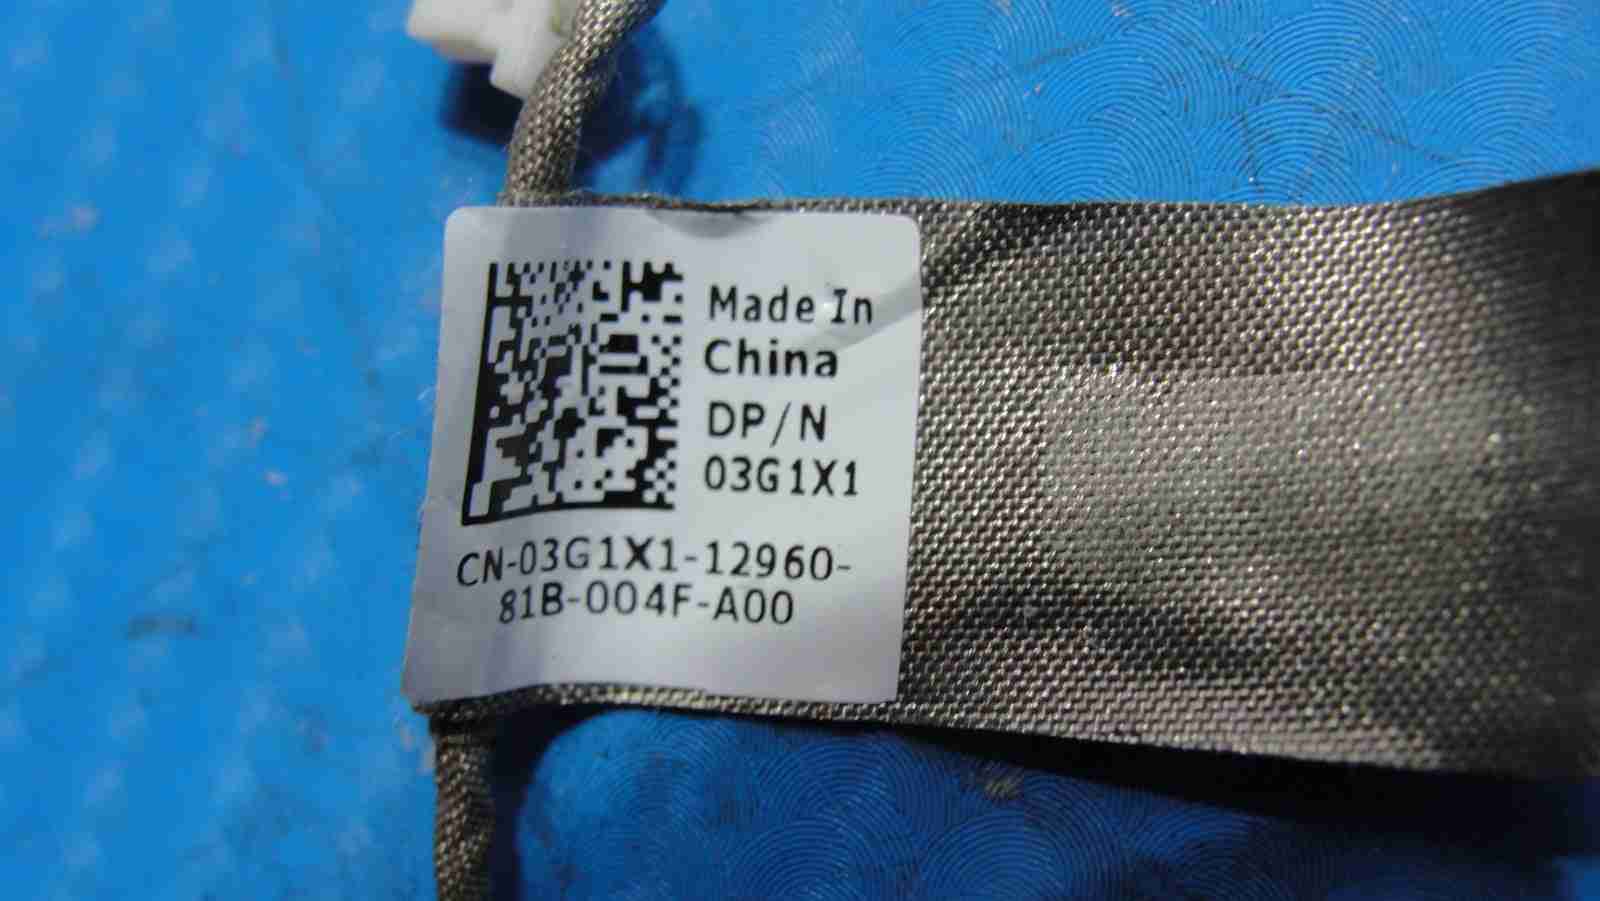 Made In
China
DP/N
03G1X1
CN-03G1X1-12960-
81B-004F-A00